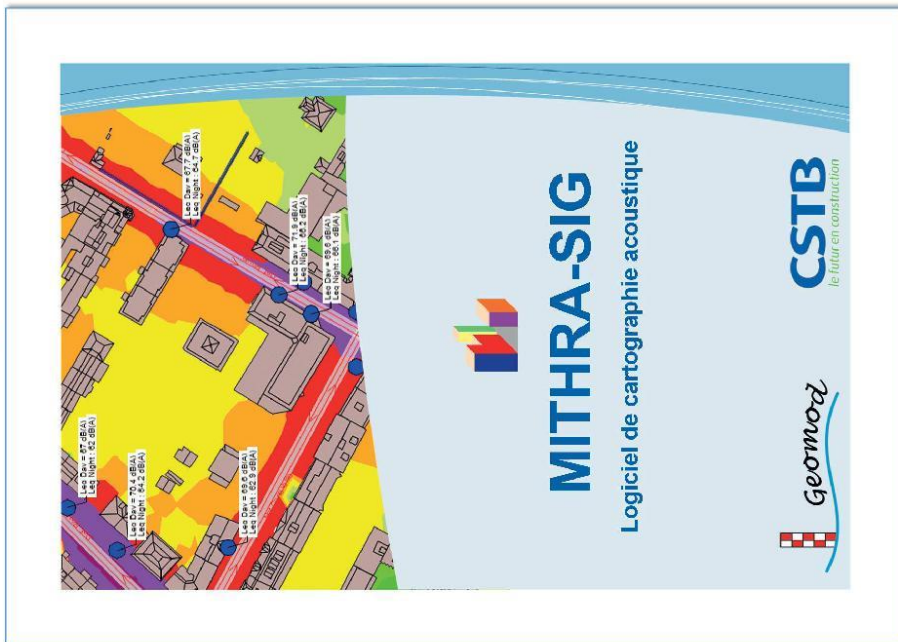 Leq Day = 67 dB(A)
Leq Night : 62 dB(A)
Leq Day = 70.4 dB(A)
Leq Night : 64.2 dB(A)
Leq Day = 69.6 dB(A)
Leq Night : 62.9 dB(A)
Leq Day = 67.7 dB(A)
Leq Night : 64.7 dB(A)
Leq Day = 71.9 dB(A)
Leq Night : 66.2 dB(A)
Leq Day = 69.6 dB(A)
Leq Night : 66.1 dB(A)
MITHRA-SIG
Logiciel de cartographie acoustique
Geomod
CSTB
le futur en construction